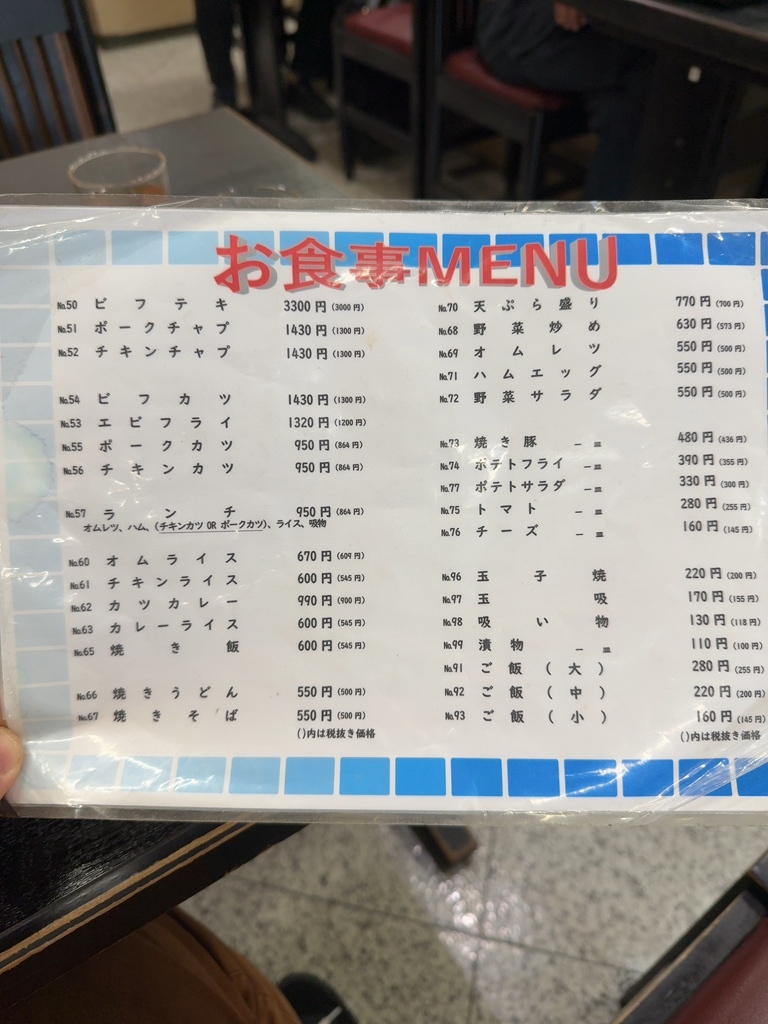 お食事MENU
No.50 ビフテキ 3300円 (3000円)
No.51 ポークチャプ 1430円 (1300円)
No.52 チキンチャプ 1430円 (1300円)
No.54 ビフカツ 1430円 (1300円)
No.53 エビフライ 1320円 (1200円)
No.55 ポークカツ 950円 (864円)
No.56 チキンカツ 950円 (864円)
No.57 ランチ 950円 (864円)
オムレツ、ハム、(チキンカツ OR ポークカツ)、ライス、吸物
No.60 オムライス 670円 (609円)
No.61 チキンライス 600円 (545円)
No.62 カツカレー 990円 (900円)
No.63 カレーライス 600円 (545円)
No.65 焼き飯 600円 (545円)
No.66 焼きうどん 550円 (500円)
No.67 焼きそば 550円 (500円)
()内は税抜き価格
No.70 天ぷら盛り 770円 (700円)
No.68 野菜炒め 630円 (573円)
No.69 オムレツ 550円 (500円)
No.71 ハムエッグ 550円 (500円)
No.72 野菜サラダ 550円 (500円)
No.73 焼き豚 一皿 480円 (436円)
No.74 ポテトフライ 一皿 390円 (355円)
No.77 ポテトサラダ 一皿 330円 (300円)
No.75 トマト 一皿 280円 (255円)
No.76 チーズ 一皿 160円 (145円)
No.96 玉子焼 220円 (200円)
No.97 玉吸 170円 (155円)
No.98 吸い物 130円 (118円)
No.99 漬物 一皿 110円 (100円)
No.91 ご飯(大) 280円 (255円)
No.92 ご飯(中) 220円 (200円)
No.93 ご飯(小) 160円 (145円)
()内は税抜き価格